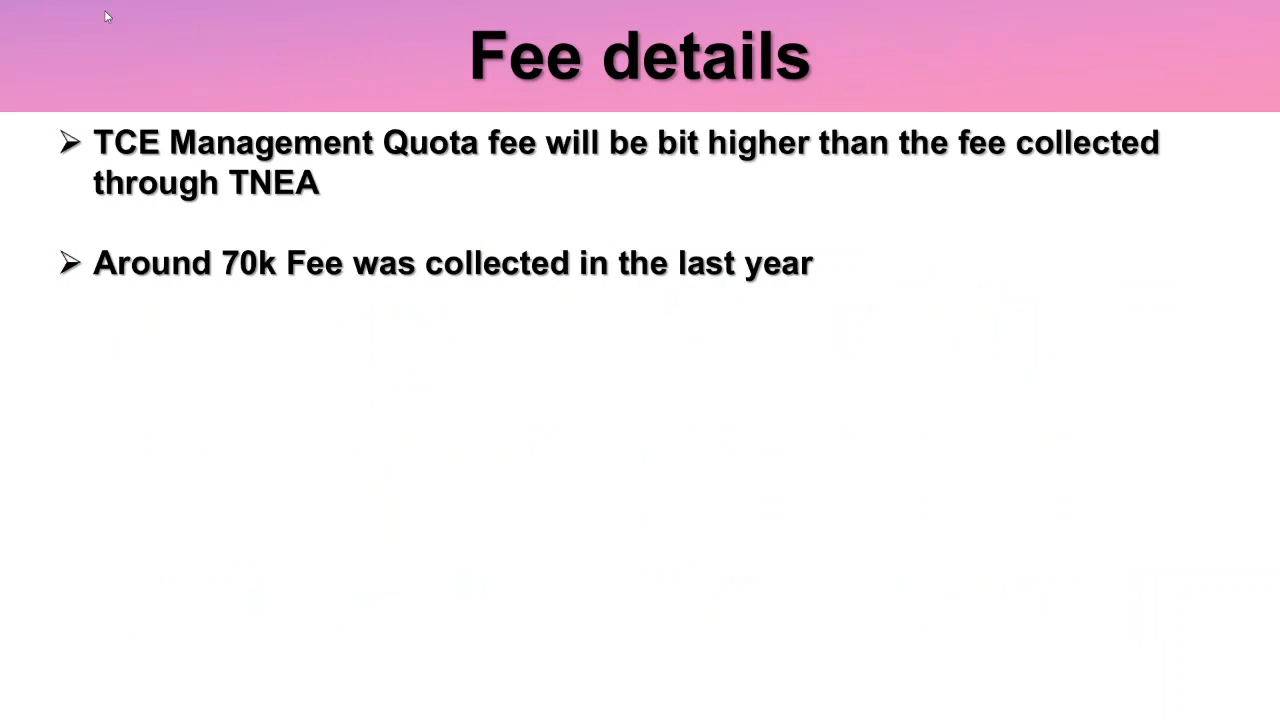 Fee details
➢ TCE Management Quota fee will be bit higher than the fee collected
through TNEA
➢ Around 70k Fee was collected in the last year